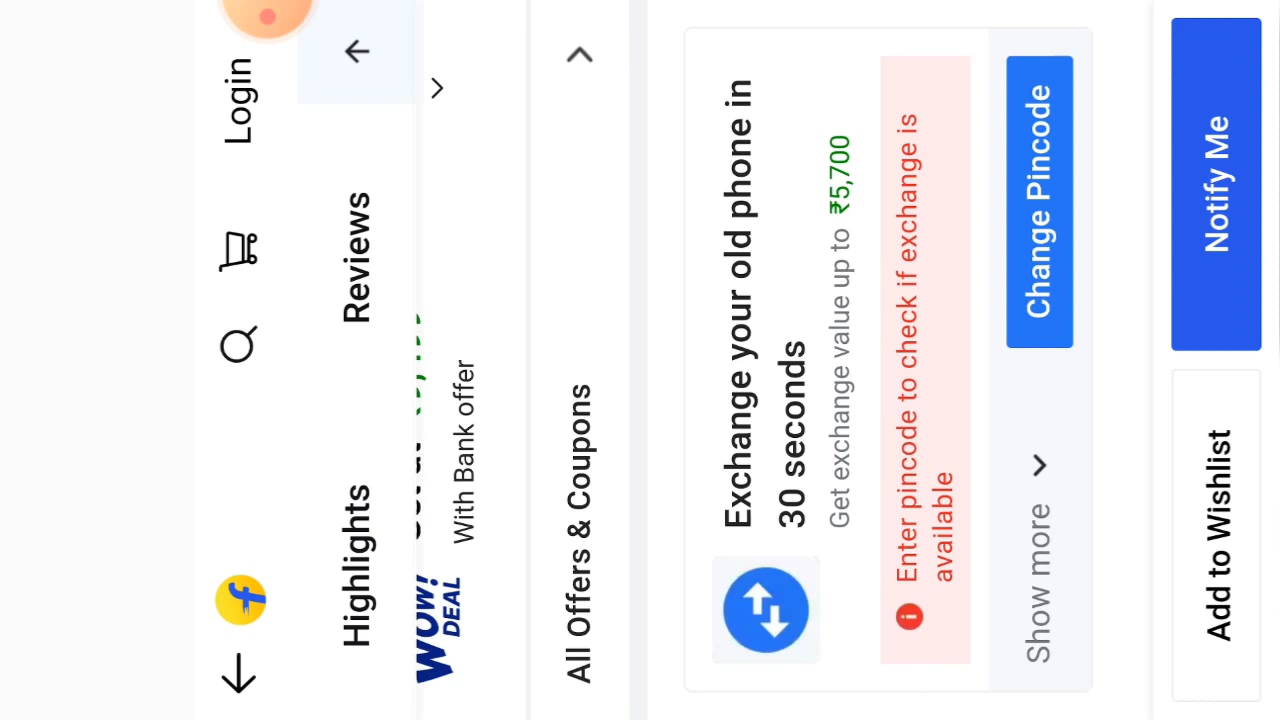 Login
Highlights
Reviews
WOW!
DEAL
With Bank offer
All Offers & Coupons
Exchange your old phone in
30 seconds
Get exchange value up to ₹5,700
Enter pincode to check if exchange is
available
Show more
Change Pincode
Add to Wishlist
Notify Me